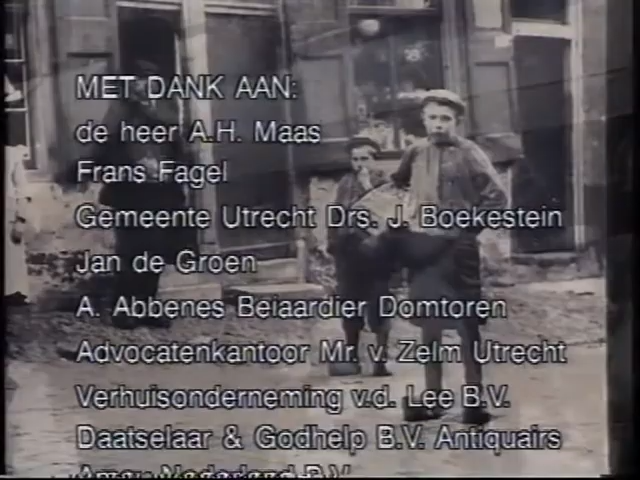 MET DANK AAN:
de heer A.H. Maas
Frans Fagel
Gemeente Utrecht Drs. J. Boekestein
Jan de Groen
A. Abbenes Beiaardier Domtoren
Advocatenkantoor Mr. v. Zelm Utrecht
Verhuisonderneming v.d. Lee B.V.
Daatselaar & Godhelp B.V. Antiquairs
Nederland B.V.